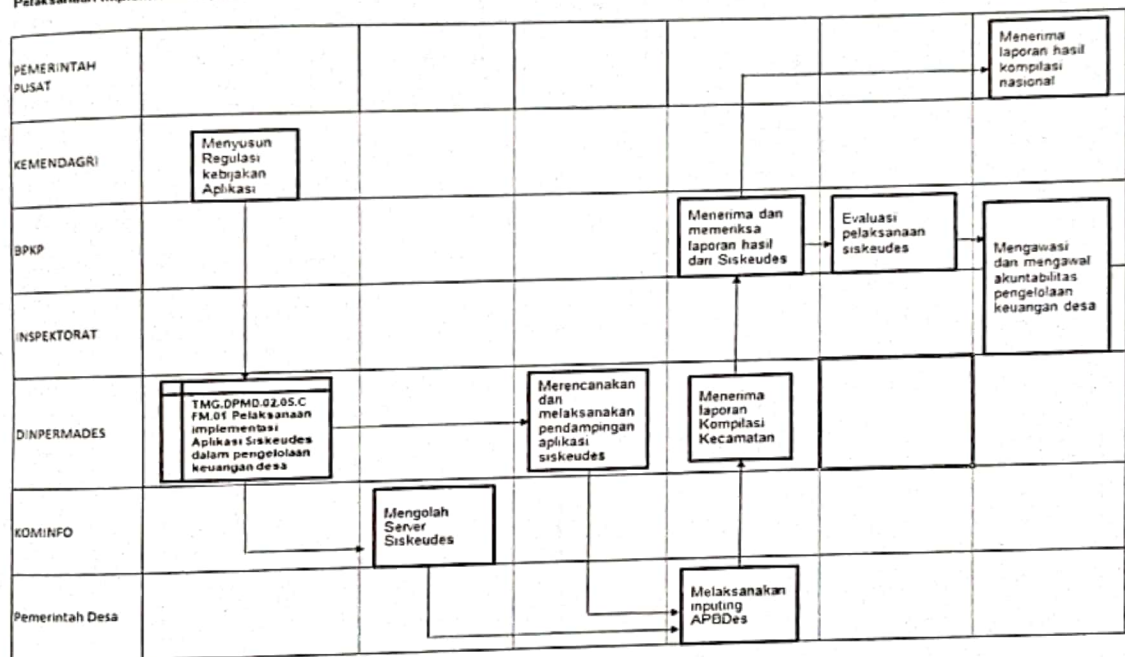 Pelaksanaan
PEMERINTAH
PUSAT
Menerima
laporan hasil
kompilasi
nasional
KEMENDAGRI
Menyusun
Regulasi
kebijakan
Aplikasi
BPKP
Menerima dan
memeriksa
laporan hasil
dari Siskeudes
Evaluasi
pelaksanaan
siskeudes
Mengawasi
dan mengawal
akuntabilitas
pengelolaan
keuangan desa
INSPEKTORAT
DINPERMADES
TMG.DPMD.02.05.C
FM.01 Pelaksanaan
implementasi
Aplikasi Siskeudes
dalam pengelolaan
keuangan desa
Merencanakan
dan
melaksanakan
pendampingan
aplikasi
siskeudes
Menerima
laporan
Kompilasi
Kecamatan
KOMINFO
Mengolah
Server
Siskeudes
Pemerintah Desa
Melaksanakan
inputing
APBDes